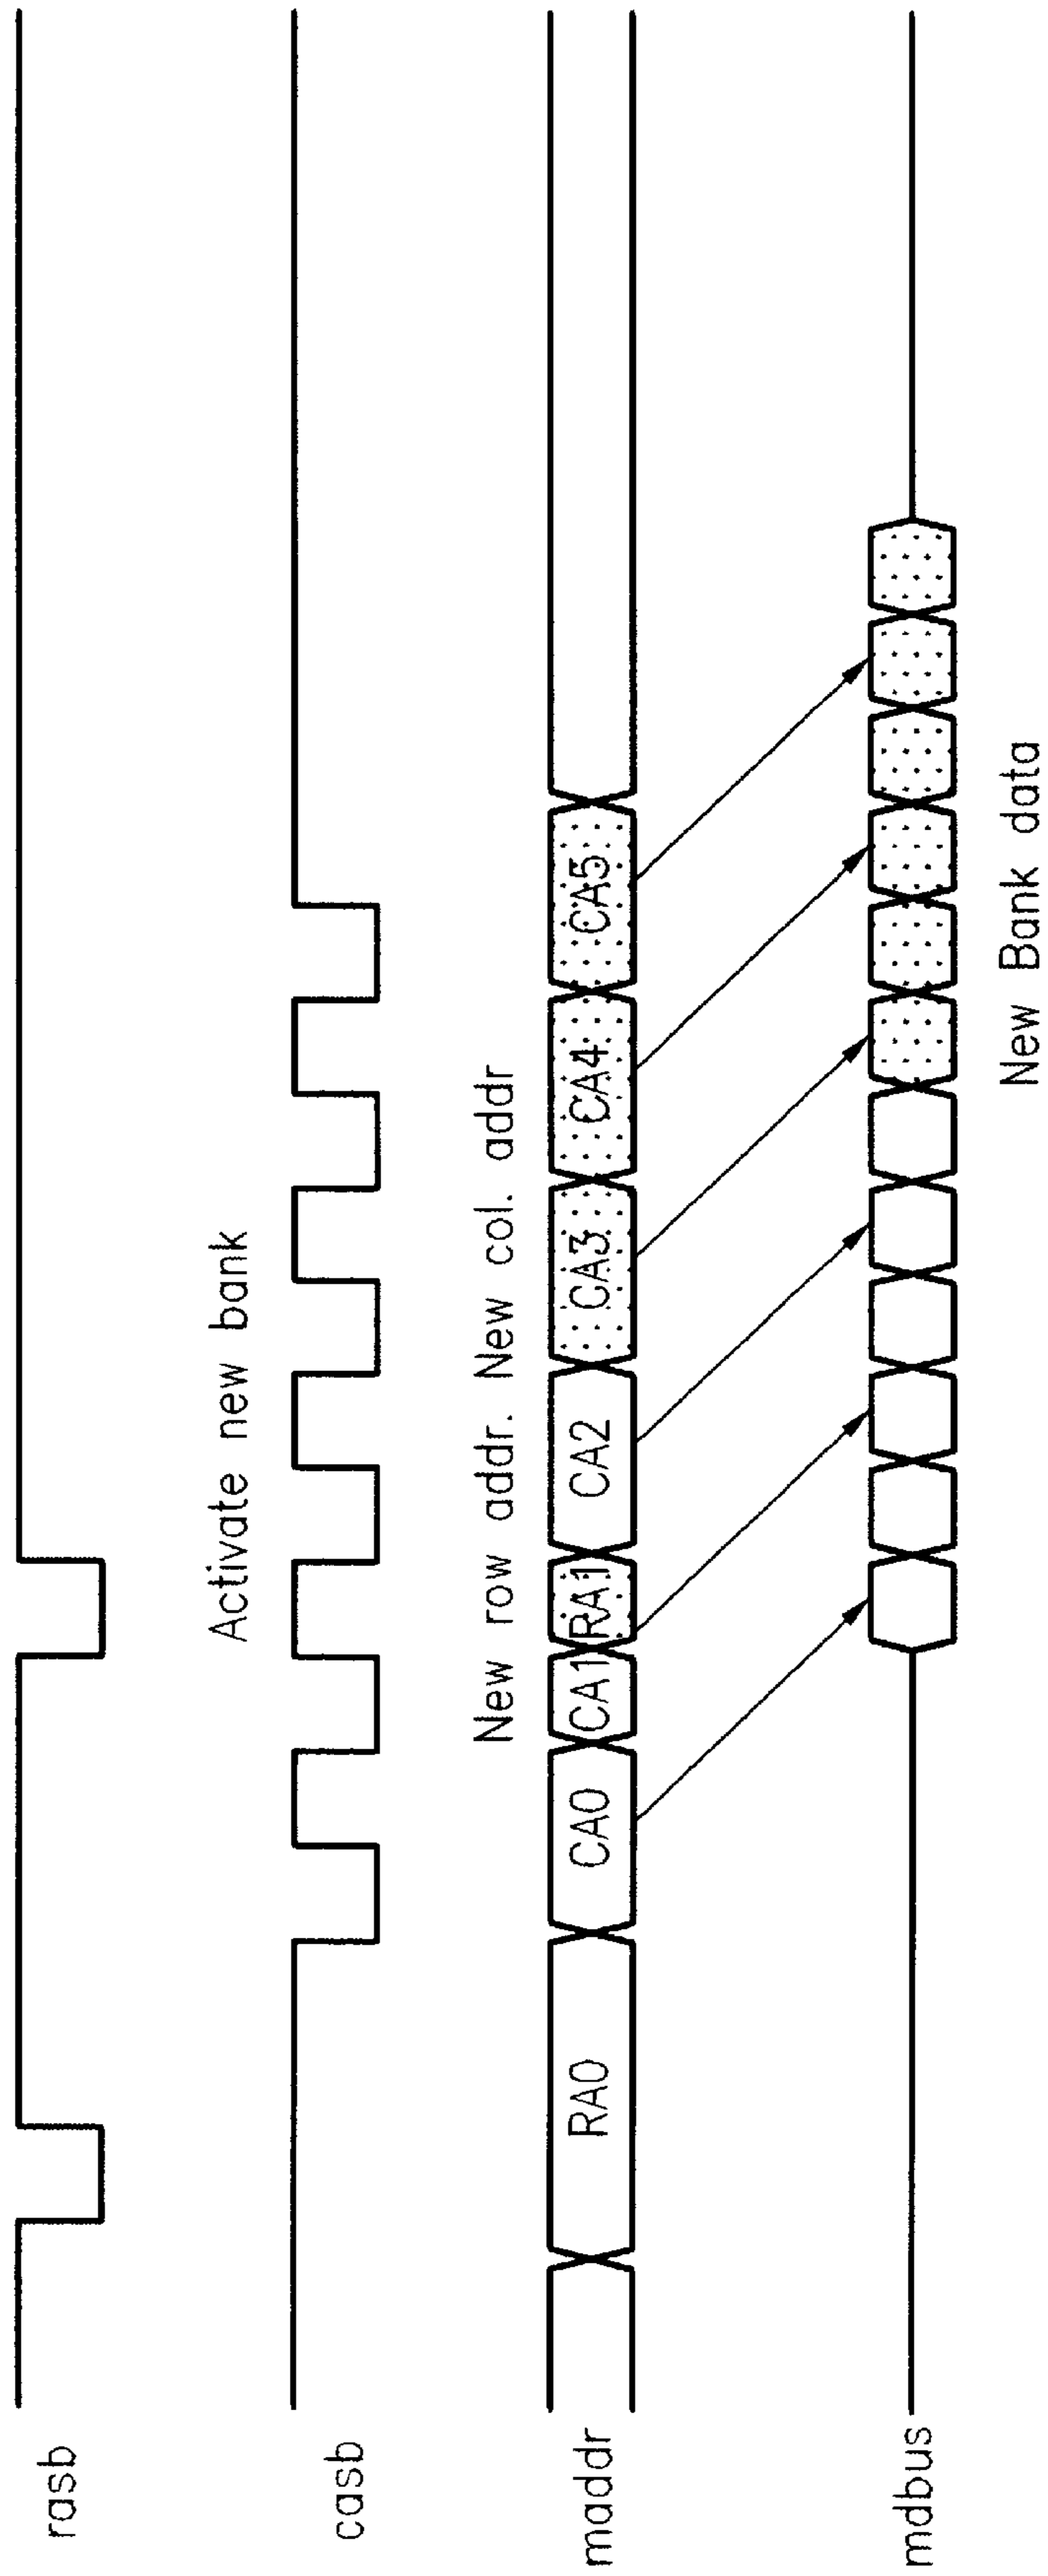 rasb
Activate new bank
casb
New row addr. New col. addr
maddr
RA0
CA0
CA1
RA1
CA2
CA3
CA4
CA5
mdbus
New Bank data